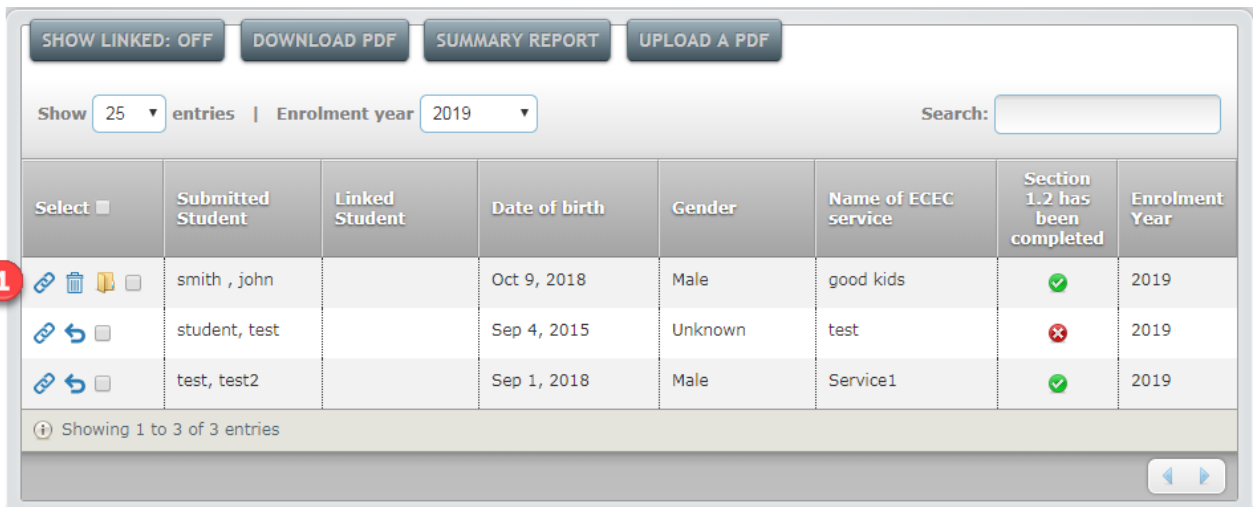 SHOW LINKED: OFF DOWNLOAD PDF SUMMARY REPORT UPLOAD A PDF
Show 25 entries | Enrolment year 2019 Search:
Select Submitted Student Linked Student Date of birth Gender Name of ECEC service Section 1.2 has been completed Enrolment Year
1 smith , john Oct 9, 2018 Male good kids 2019
student, test Sep 4, 2015 Unknown test 2019
test, test2 Sep 1, 2018 Male Service1 2019
Showing 1 to 3 of 3 entries